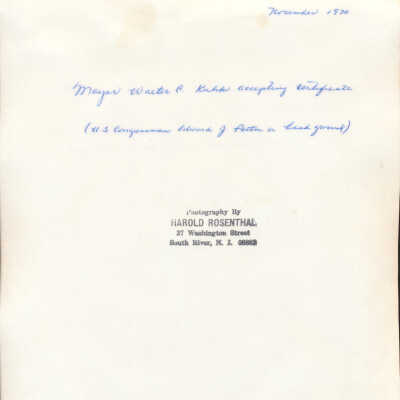 November 1970
Mayor Walter C. accepting certificate
(U.S Congressman Edward J Patten in background)
Photography By
HAROLD ROSENTHAL
27 Washington Street
South River, N. J. 08882